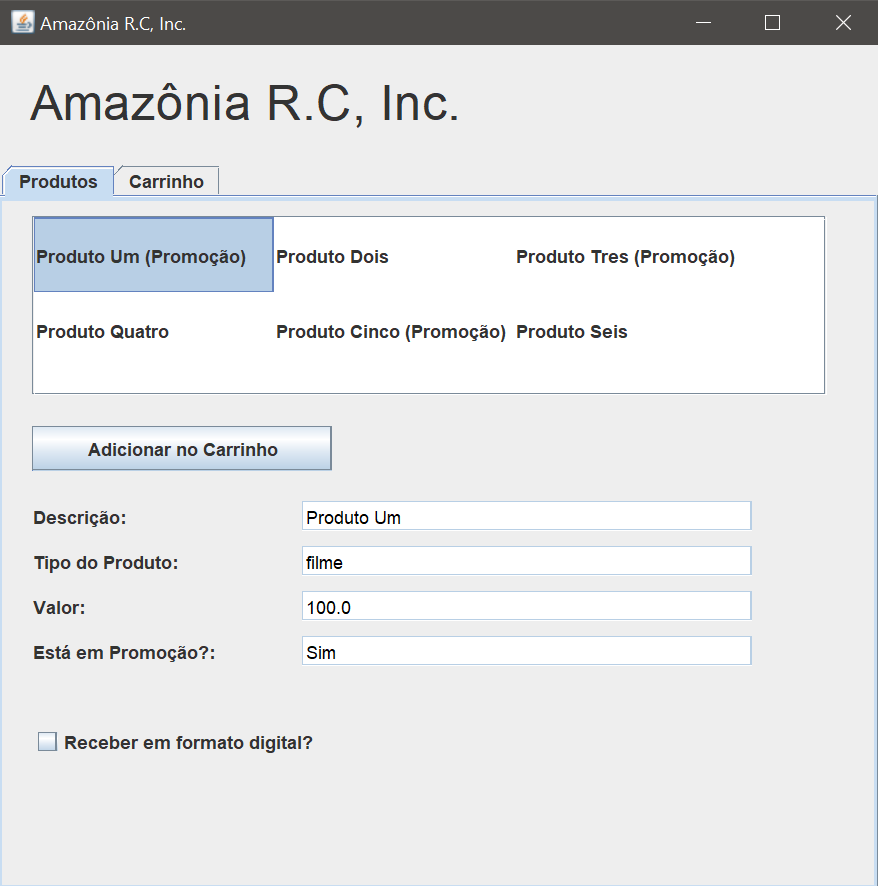 Amazônia R.C, Inc.
Amazônia R.C, Inc.
Produtos Carrinho
Produto Um (Promoção) Produto Dois Produto Tres (Promoção)
Produto Quatro Produto Cinco (Promoção) Produto Seis
Adicionar no Carrinho
Descrição: Produto Um
Tipo do Produto: filme
Valor: 100.0
Está em Promoção?: Sim
Receber em formato digital?